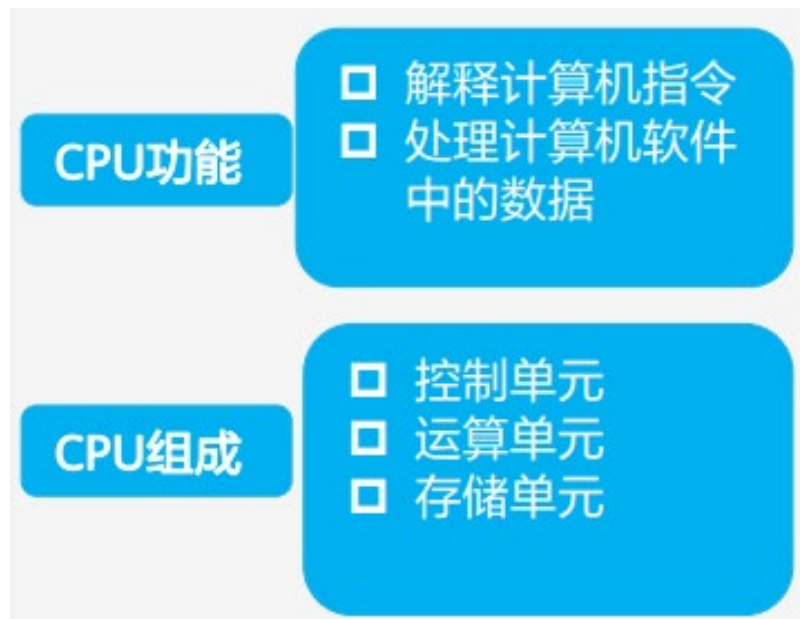 CPU功能
解释计算机指令
处理计算机软件
中的数据
CPU组成
控制单元
运算单元
存储单元